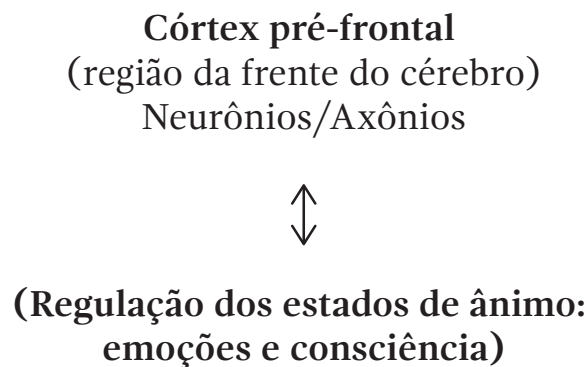 Córtex pré-frontal
(região da frente do cérebro)
Neurônios/Axônios
(Regulação dos estados de ânimo:
emoções e consciência)